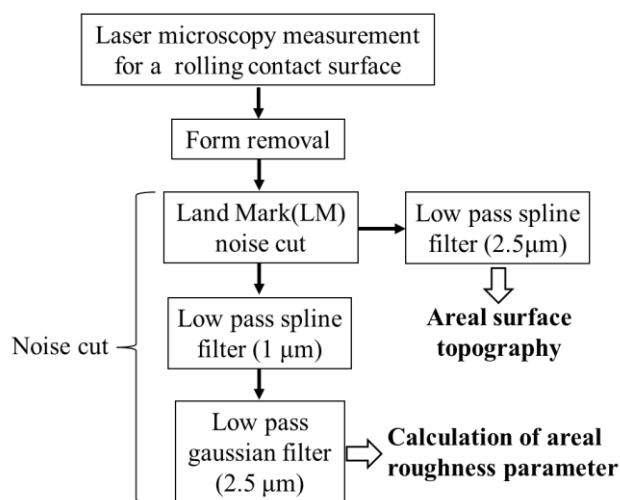 Laser microscopy measurement
for a rolling contact surface
Form removal
Land Mark(LM)
noise cut
Low pass spline
filter (2.5μm)
Areal surface
topography
Noise cut
Low pass spline
filter (1 μm)
Low pass
gaussian filter
(2.5 μm)
Calculation of areal
roughness parameter